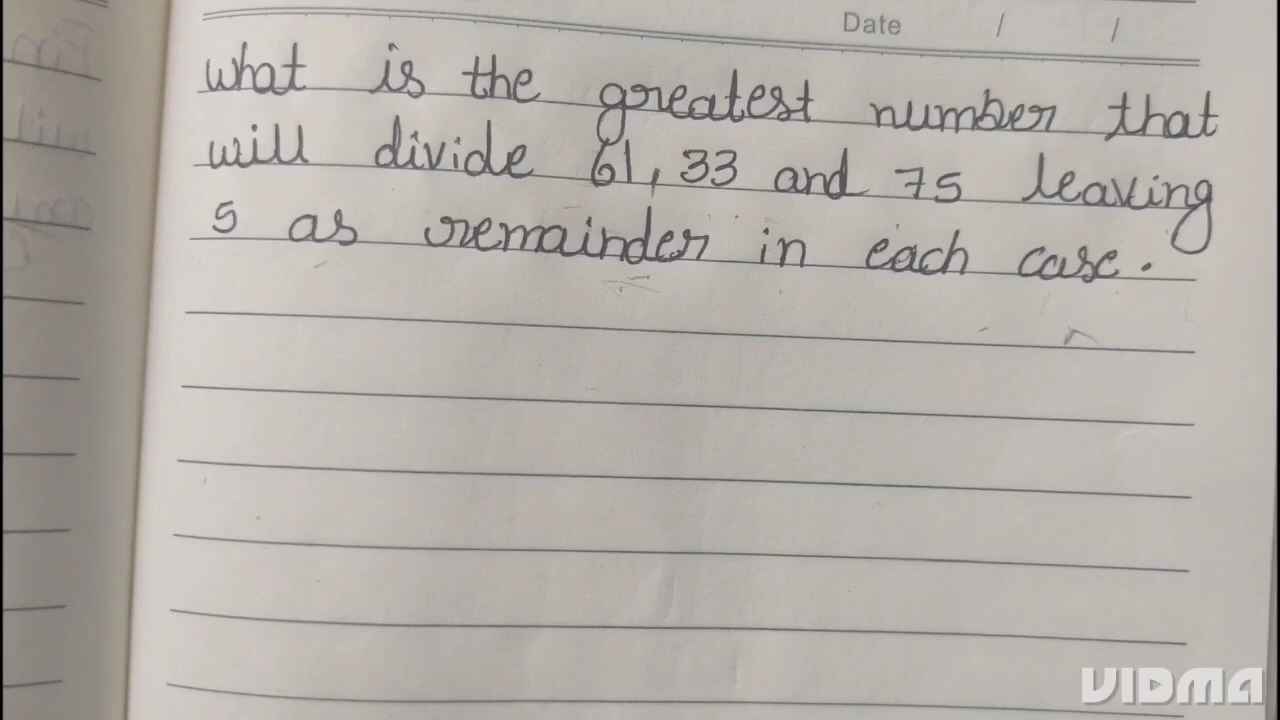 Date / /
what is the greatest number that
will divide 61, 33 and 75 leaving
5 as remainder in each case.
VIDMA